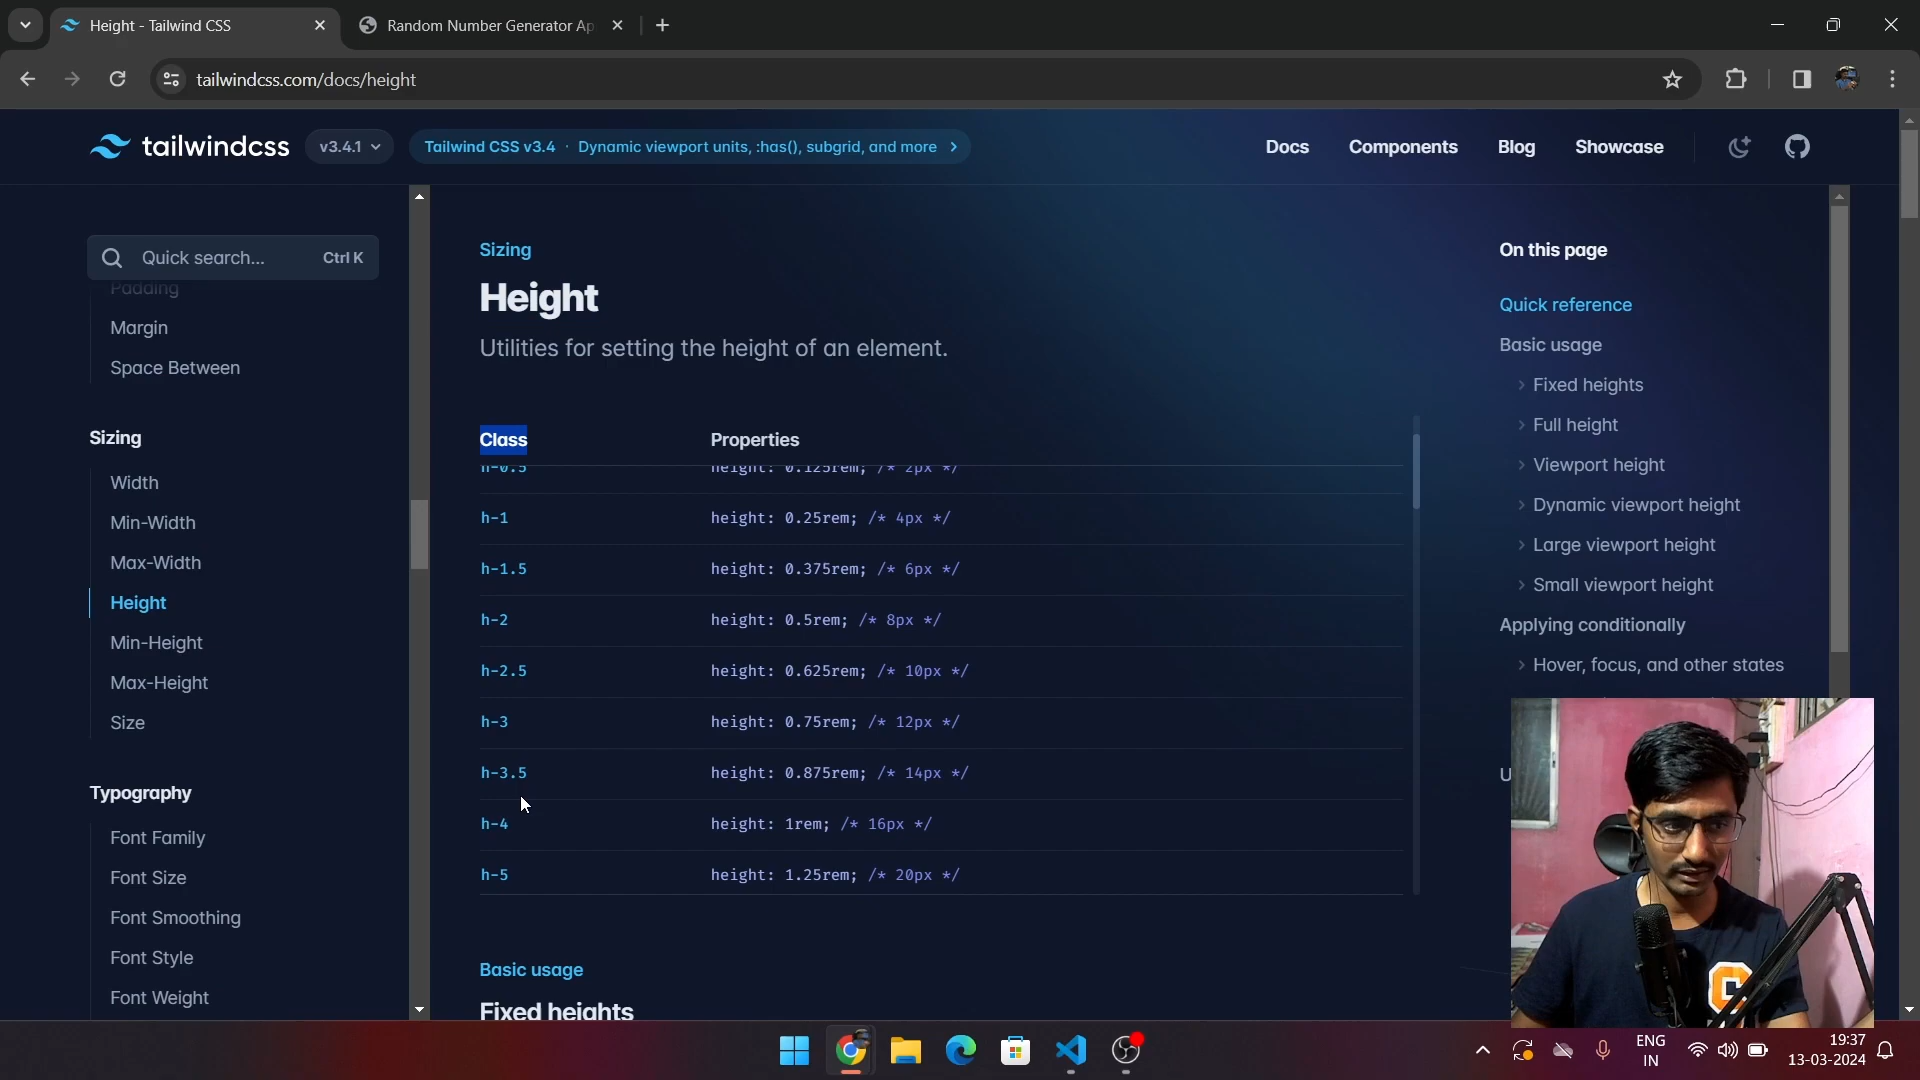 Height - Tailwind CSS
Random Number Generator Ap
tailwindcss.com/docs/height
tailwindcss
v3.4.1
Tailwind CSS v3.4 · Dynamic viewport units, :has(), subgrid, and more
Docs
Components
Blog
Showcase
Quick search...
Ctrl K
Padding
Margin
Space Between
Sizing
Width
Min-Width
Max-Width
Height
Min-Height
Max-Height
Size
Typography
Font Family
Font Size
Font Smoothing
Font Style
Font Weight
Sizing
Height
Utilities for setting the height of an element.
Class Properties
h-0.5 height: 0.125rem; /* 2px */
h-1 height: 0.25rem; /* 4px */
h-1.5 height: 0.375rem; /* 6px */
h-2 height: 0.5rem; /* 8px */
h-2.5 height: 0.625rem; /* 10px */
h-3 height: 0.75rem; /* 12px */
h-3.5 height: 0.875rem; /* 14px */
h-4 height: 1rem; /* 16px */
h-5 height: 1.25rem; /* 20px */
Basic usage
Fixed heights
On this page
Quick reference
Basic usage
Fixed heights
Full height
Viewport height
Dynamic viewport height
Large viewport height
Small viewport height
Applying conditionally
Hover, focus, and other states
U
C
ENG
IN
19:37
13-03-2024